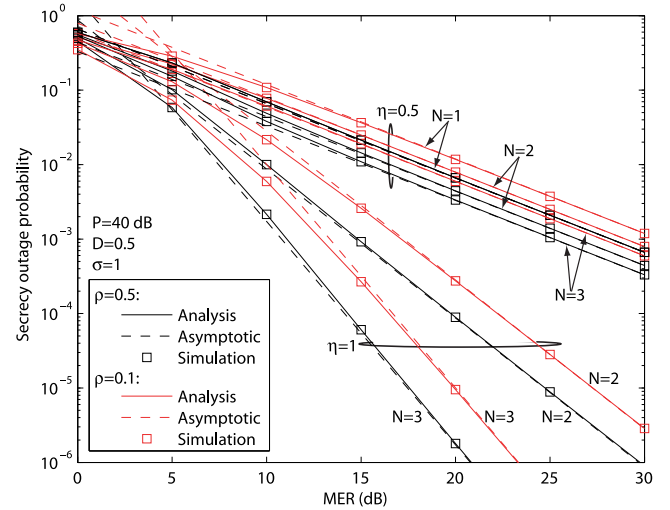 10^0
10^-1
10^-2
10^-3
10^-4
10^-5
10^-6
Secrecy outage probability
η=0.5
N=1
N=2
N=3
P=40 dB
D=0.5
σ=1
ρ=0.5:
Analysis
Asymptotic
Simulation
ρ=0.1:
Analysis
Asymptotic
Simulation
η=1
N=2
N=2
N=3
N=3
0 5 10 15 20 25 30
MER (dB)